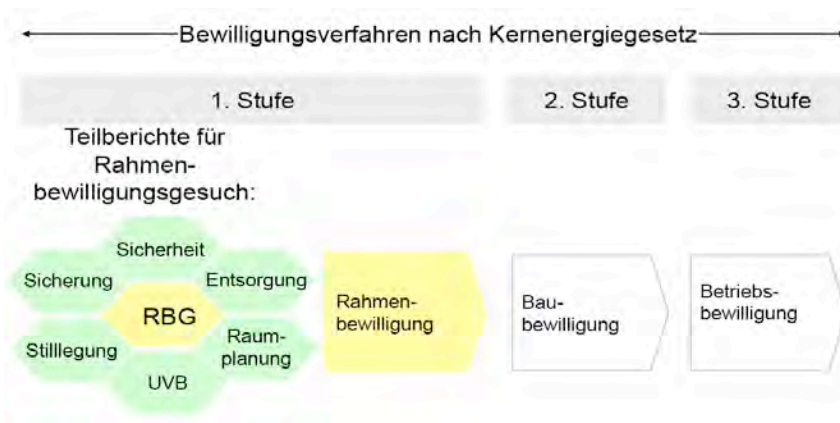 Bewilligungsverfahren nach Kernenergiegesetz
1. Stufe
2. Stufe
3. Stufe
Teilberichte für
Rahmen-
bewilligungsgesuch:
Sicherheit
Sicherung
Entsorgung
RBG
Stilllegung
Raum-
planung
UVB
Rahmen-
bewilligung
Bau-
bewilligung
Betriebs-
bewilligung